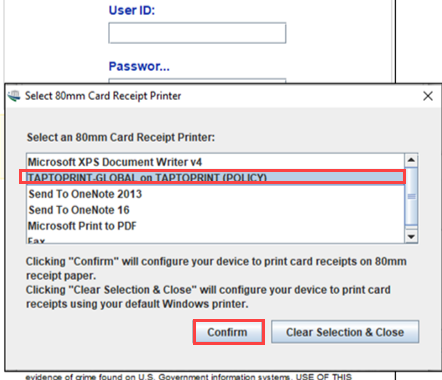 User ID:
Passwor...
Select 80mm Card Receipt Printer
Select an 80mm Card Receipt Printer:
Microsoft XPS Document Writer v4
TAPTOPRINT-GLOBAL on TAPTOPRINT (POLICY)
Send To OneNote 2013
Send To OneNote 16
Microsoft Print to PDF
Fax
Clicking "Confirm" will configure your device to print card receipts on 80mm
receipt paper.
Clicking "Clear Selection & Close" will configure your device to print card
receipts using your default Windows printer.
Confirm Clear Selection & Close
evidence of crime found on U.S. Government information systems. USE OF THIS